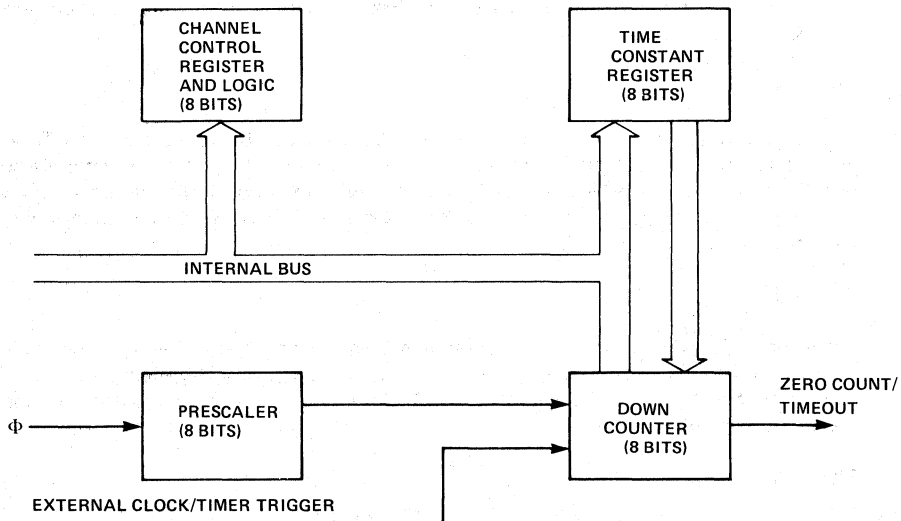 CHANNEL
CONTROL
REGISTER
AND LOGIC
(8 BITS)
TIME
CONSTANT
REGISTER
(8 BITS)
INTERNAL BUS
Φ
PRESCALER
(8 BITS)
DOWN
COUNTER
(8 BITS)
ZERO COUNT/
TIMEOUT
EXTERNAL CLOCK/TIMER TRIGGER